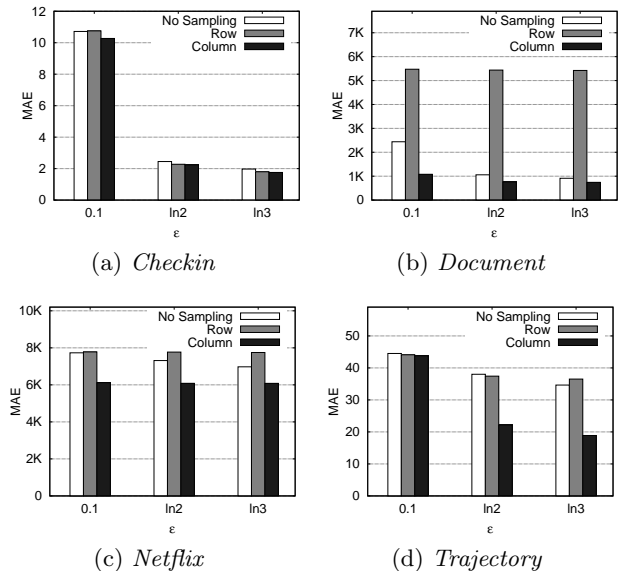 12
10
8
6
4
2
0
MAE
No Sampling
Row
Column
0.1 ln2 ln3
ε
(a) Checkin
7K
6K
5K
4K
3K
2K
1K
0
MAE
No Sampling
Row
Column
0.1 ln2 ln3
ε
(b) Document
10K
8K
6K
4K
2K
0
MAE
No Sampling
Row
Column
0.1 ln2 ln3
ε
(c) Netflix
50
40
30
20
10
0
MAE
No Sampling
Row
Column
0.1 ln2 ln3
ε
(d) Trajectory